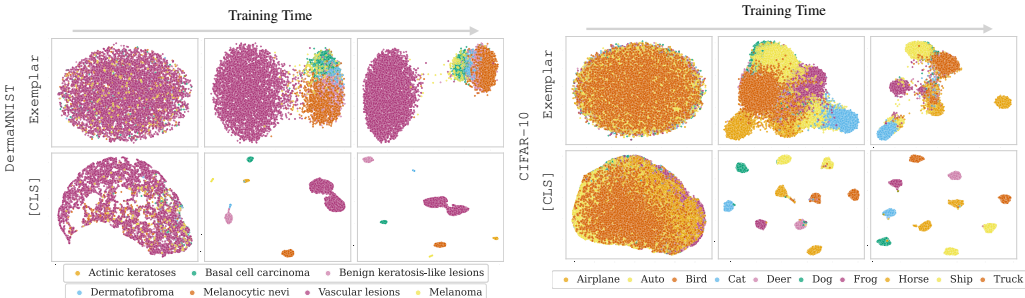 Training Time
DermaMNIST
Exemplar
[CLS]
Actinic keratoses Basal cell carcinoma Benign keratosis-like lesions
Dermatofibroma Melanocytic nevi Vascular lesions Melanoma
Training Time
CIFAR-10
Exemplar
[CLS]
Airplane Auto Bird Cat Deer Dog Frog Horse Ship Truck